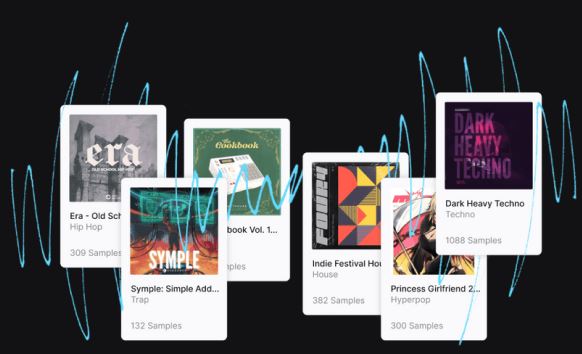 era
OLD SCHOOL HIP HOP
Era - Old Sch
Hip Hop
309 Samples
The
Cookbook
book Vol. 1...
mples
SYMPLE
Symple: Simple Add...
Trap
132 Samples
Indie Festival Hou
House
382 Samples
Princess Girlfriend 2...
Hyperpop
300 Samples
DARK
HEAVY
TECHNO
Dark Heavy Techno
Techno
1088 Samples